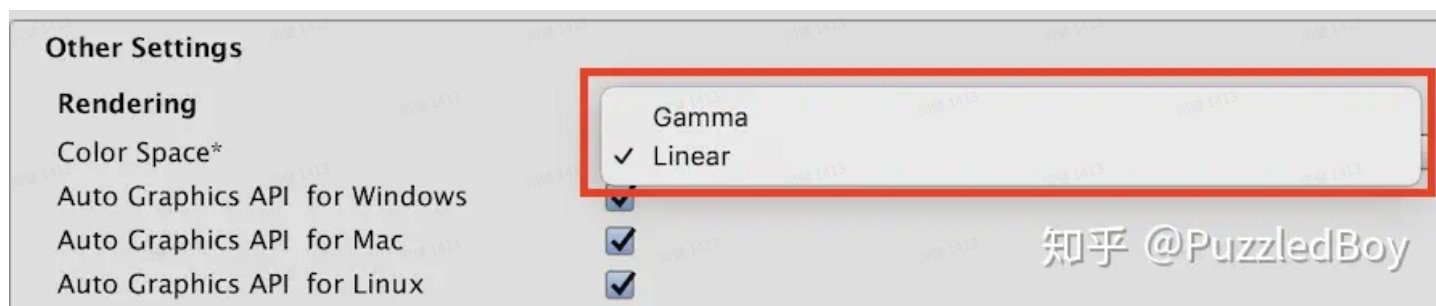 Other Settings
Rendering
Gamma
Color Space*
✓ Linear
Auto Graphics API for Windows
Auto Graphics API for Mac
Auto Graphics API for Linux
知乎 @PuzzledBoy